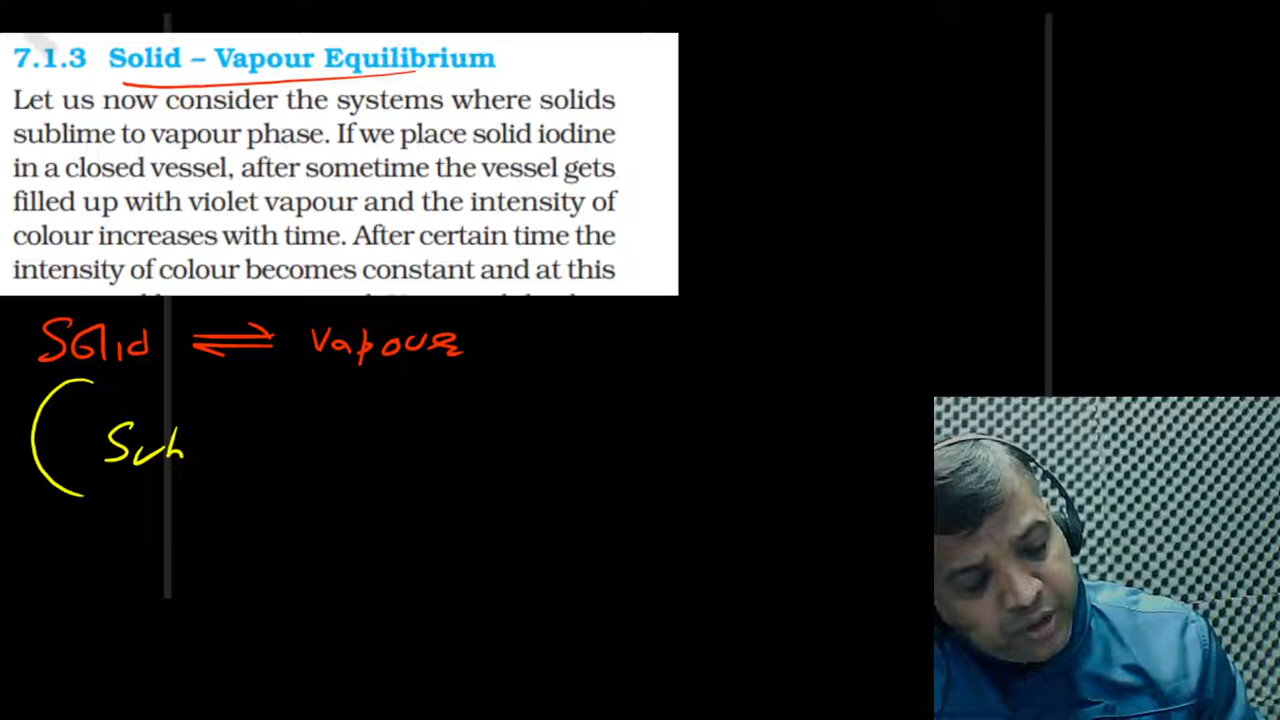 7.1.3 Solid – Vapour Equilibrium
Let us now consider the systems where solids
sublime to vapour phase. If we place solid iodine
in a closed vessel, after sometime the vessel gets
filled up with violet vapour and the intensity of
colour increases with time. After certain time the
intensity of colour becomes constant and at this
Solid ⇌ vapour
( Sub